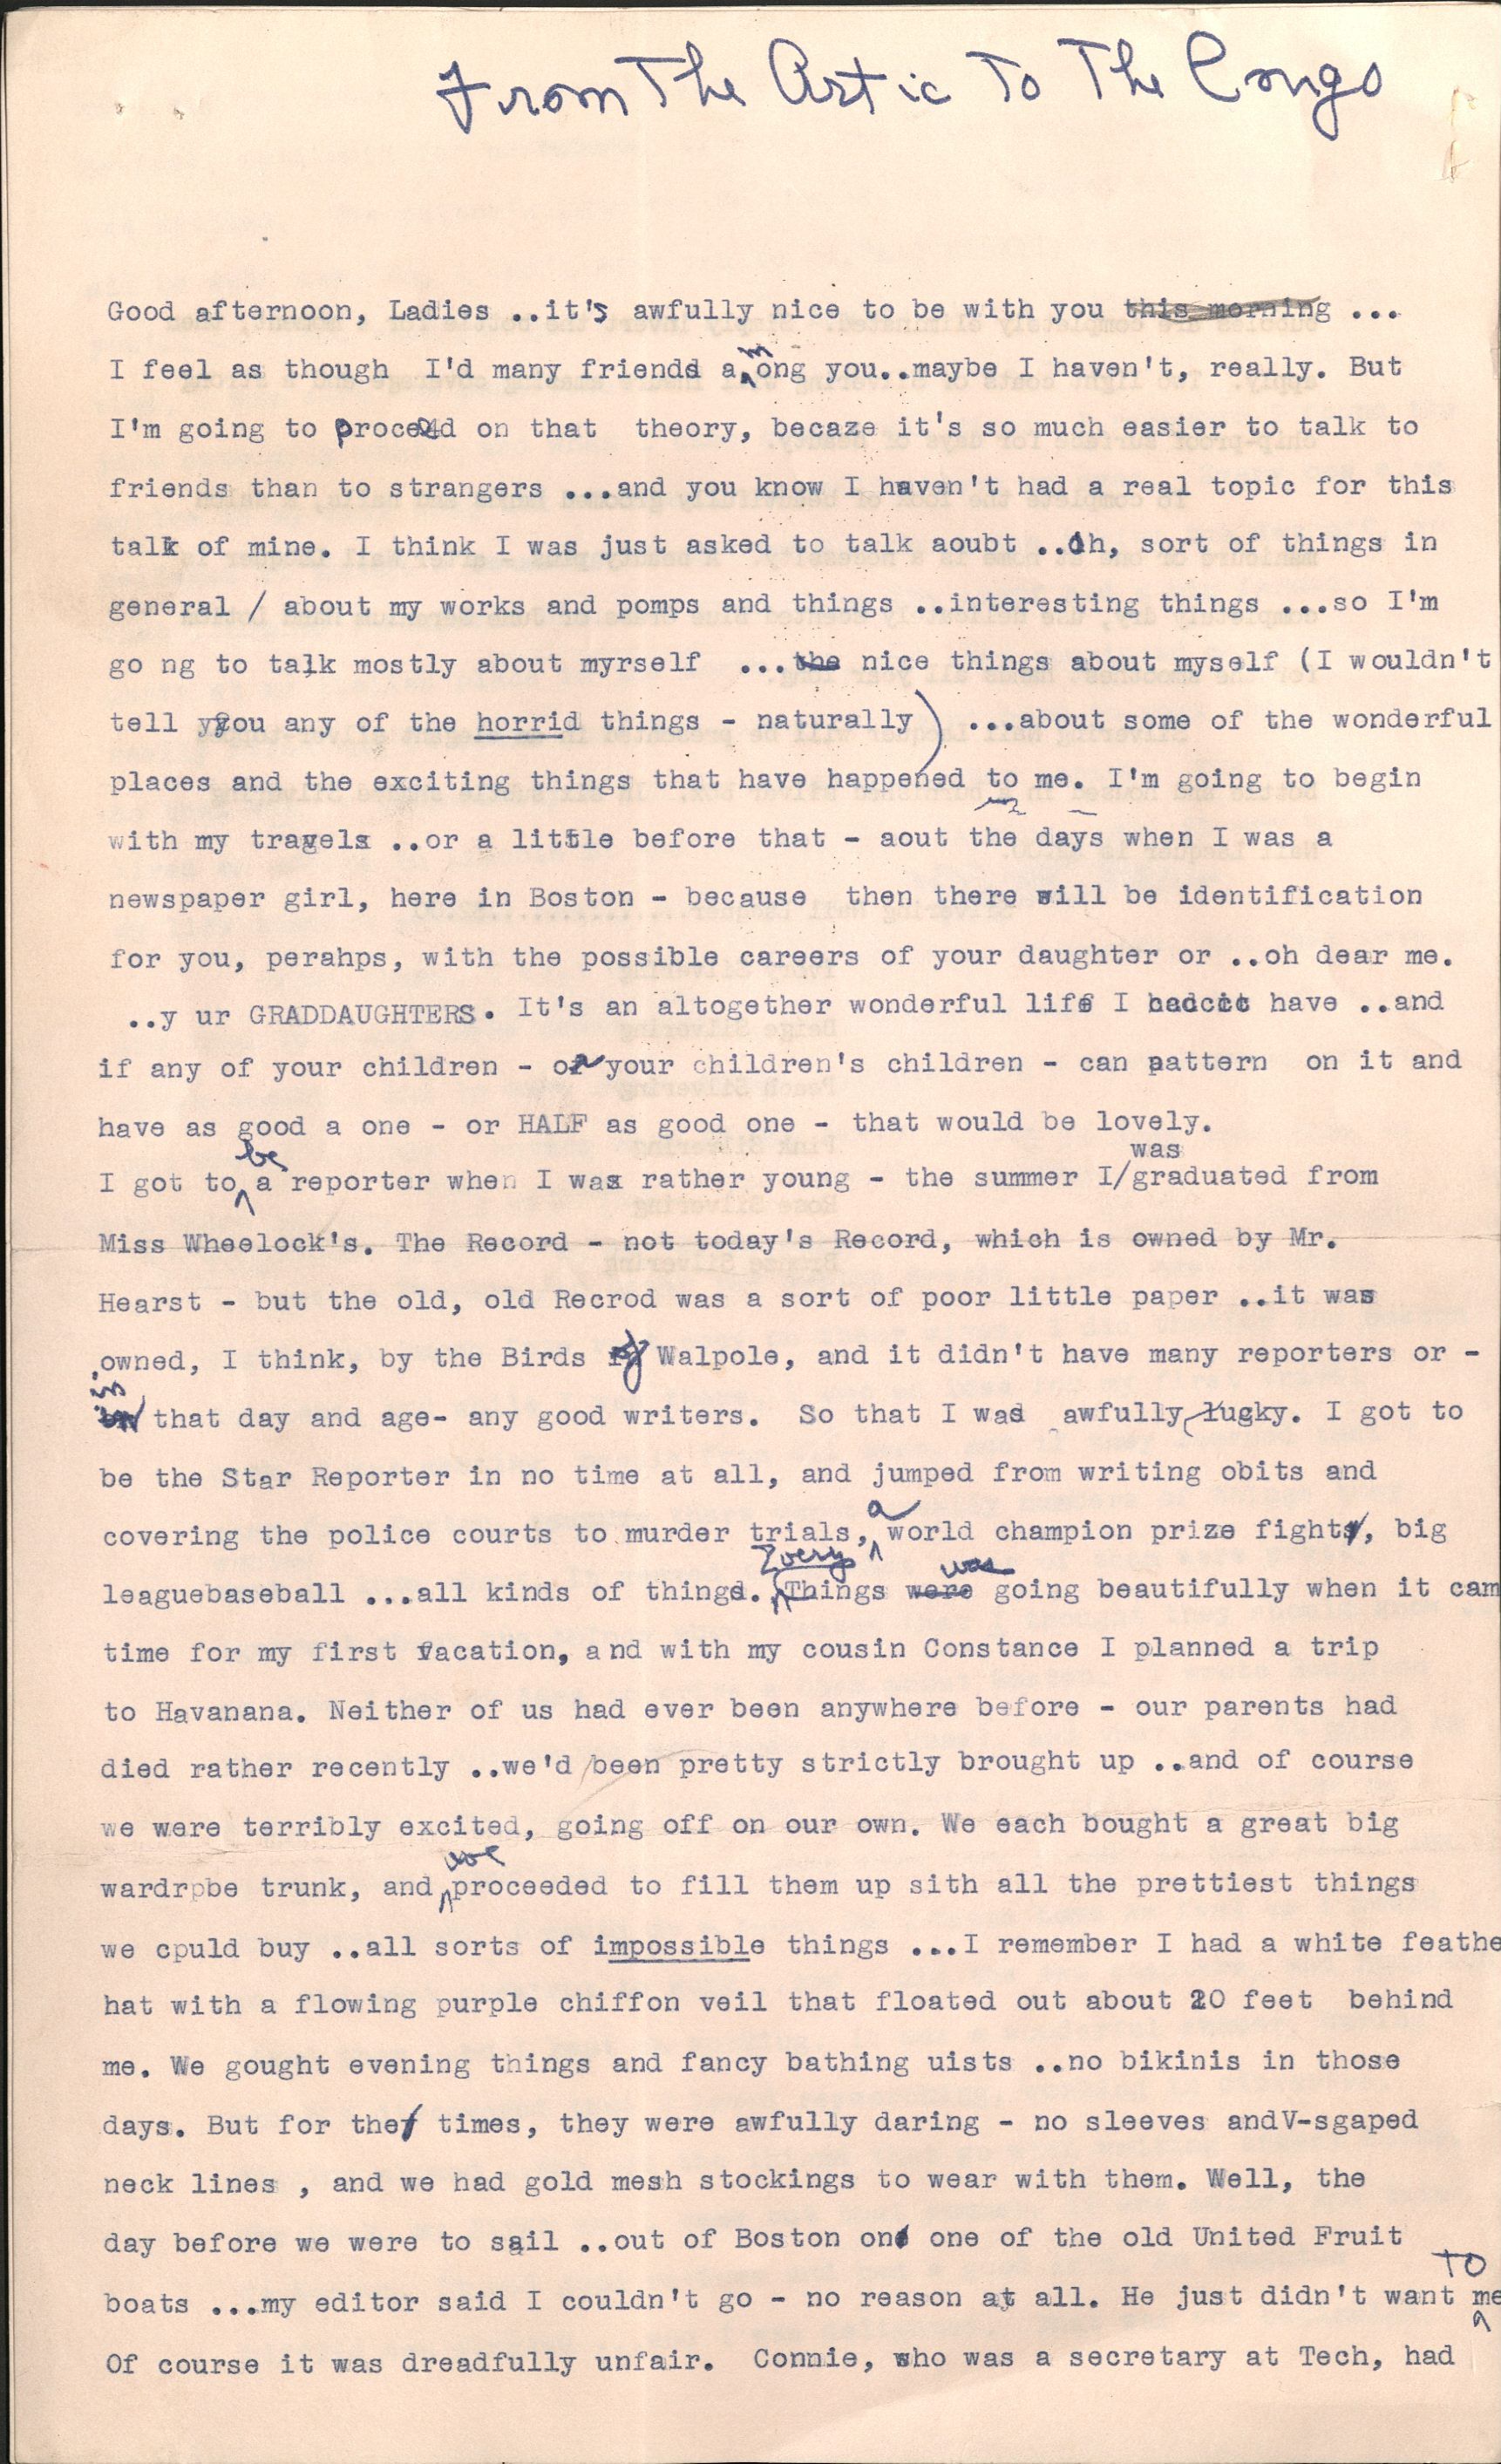 From The Artic To The Congo
Good afternoon, Ladies ..it's awfully nice to be with you this morning ...
I feel as though I'd many friends among you..maybe I haven't, really. But
I'm going to proceed on that theory, becaze it's so much easier to talk to
friends than to strangers ...and you know I haven't had a real topic for this
talk of mine. I think I was just asked to talk aoubt ..oh, sort of things in
general / about my works and pomps and things ..interesting things ...so I'm
go ng to talk mostly about myrself ...the nice things about myself (I wouldn't
tell you any of the horrid things - naturally) ...about some of the wonderful
places and the exciting things that have happened to me. I'm going to begin
with my travels ..or a little before that - aout the days when I was a
newspaper girl, here in Boston - because then there will be identification
for you, perahps, with the possible careers of your daughter or ..oh dear me.
..y ur GRADDAUGHTERS. It's an altogether wonderful life I have ..and
if any of your children - or your children's children - can pattern on it and
have as good a one - or HALF as good one - that would be lovely.
I got to be a reporter when I was rather young - the summer I/was graduated from
Miss Wheelock's. The Record - not today's Record, which is owned by Mr.
Hearst - but the old, old Recrod was a sort of poor little paper ..it was
owned, I think, by the Birds of Walpole, and it didn't have many reporters or -
in that day and age- any good writers. So that I was awfully lucky. I got to
be the Star Reporter in no time at all, and jumped from writing obits and
covering the police courts to murder trials, a world champion prize fight, big
leaguebaseball ...all kinds of things. Every Things were was going beautifully when it cam
time for my first vacation, and with my cousin Constance I planned a trip
to Havanana. Neither of us had ever been anywhere before - our parents had
died rather recently ..we'd been pretty strictly brought up ..and of course
we were terribly excited, going off on our own. We each bought a great big
wardrpbe trunk, and we proceeded to fill them up sith all the prettiest things
we cpuld buy ..all sorts of impossible things ...I remember I had a white feathe
hat with a flowing purple chiffon veil that floated out about 20 feet behind
me. We gought evening things and fancy bathing uists ..no bikinis in those
days. But for the times, they were awfully daring - no sleeves andV-sgaped
neck lines , and we had gold mesh stockings to wear with them. Well, the
day before we were to sail ..out of Boston on one of the old United Fruit
boats ...my editor said I couldn't go - no reason at all. He just didn't want me TO
Of course it was dreadfully unfair. Connie, who was a secretary at Tech, had